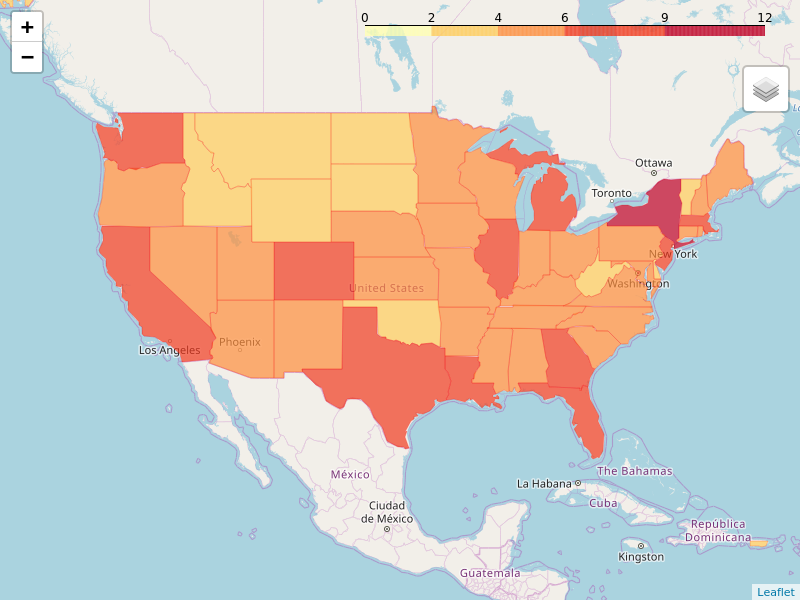 +
−
0 2 4 6 9 12
Ottawa
Toronto
New York
United States
Washington
Los Angeles
Phoenix
México
La Habana
The Bahamas
Cuba
Ciudad
de México
República
Dominicana
Kingston
Guatemala
Leaflet